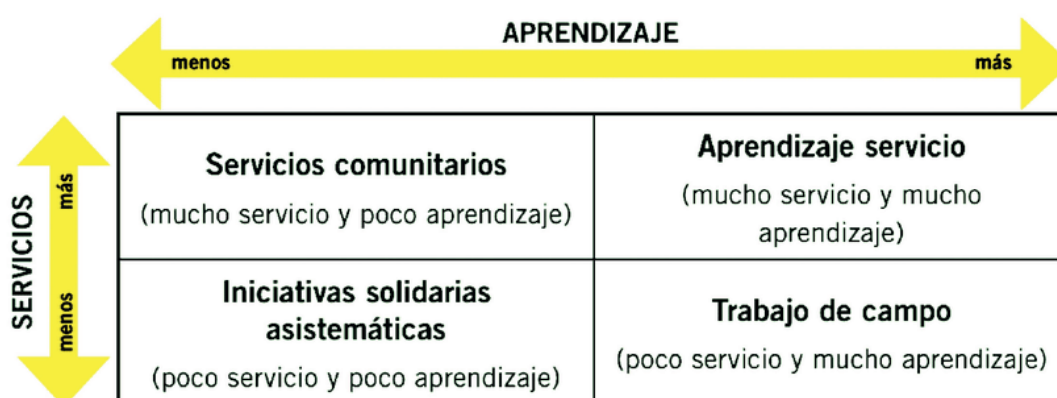 APRENDIZAJE
menos
más
SERVICIOS
más
menos
Servicios comunitarios
(mucho servicio y poco aprendizaje)
Aprendizaje servicio
(mucho servicio y mucho
aprendizaje)
Iniciativas solidarias
asistemáticas
(poco servicio y poco aprendizaje)
Trabajo de campo
(poco servicio y mucho aprendizaje)